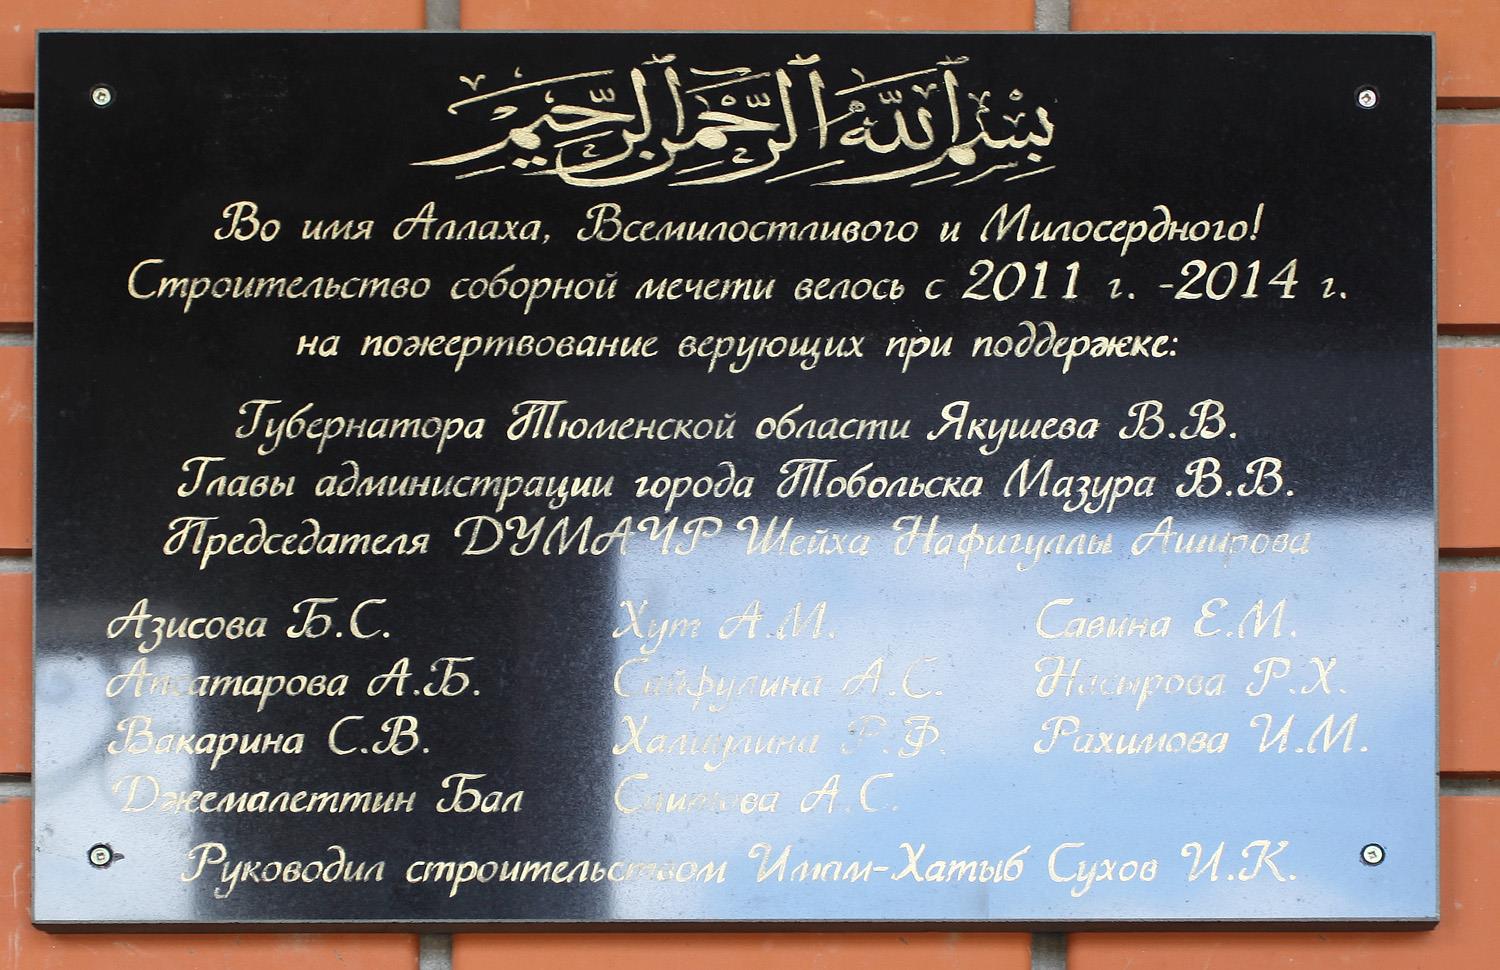 بسم الله الرحمن الرحيم
Во имя Аллаха, Всемилостливого и Милосердного!
Строительство соборной мечети велось с 2011 г. -2014 г.
на пожертвование верующих при поддержке:
Губернатора Тюменской области Якушева В.В.
Главы администрации города Тобольска Мазура В.В.
Председателя ДУМАЧР Шейха Нафигуллы Аширова
Азисова Б.С.
Апсатарова А.Б.
Вакарина С.В.
Джемалеттин Бал
Хут А.М.
Сайфулина А.С.
Халиулина Р.Ф.
Саитова А.С.
Савина Е.М.
Насырова Р.Х.
Рахимова И.М.
Руководил строительством Имам-Хатыб Сухов И.К.